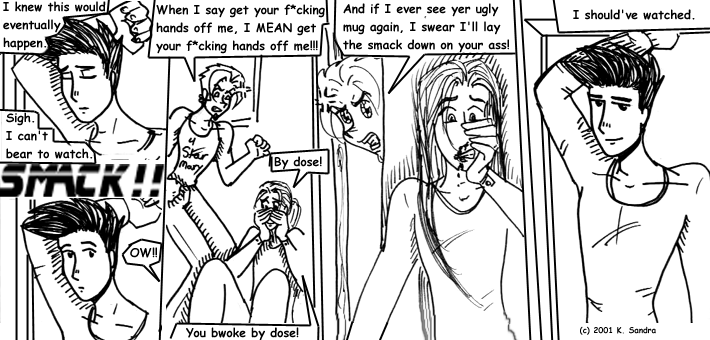 I knew this would
eventually
happen.
Sigh.
I can't
bear to watch.
SMACK!!
OW!!
When I say get your f*cking
hands off me, I MEAN get
your f*cking hands off me!!!
4
Star
Mary
By dose!
You bwoke by dose!
And if I ever see yer ugly
mug again, I swear I'll lay
the smack down on your ass!
I should've watched.
(c) 2001 K. Sandra